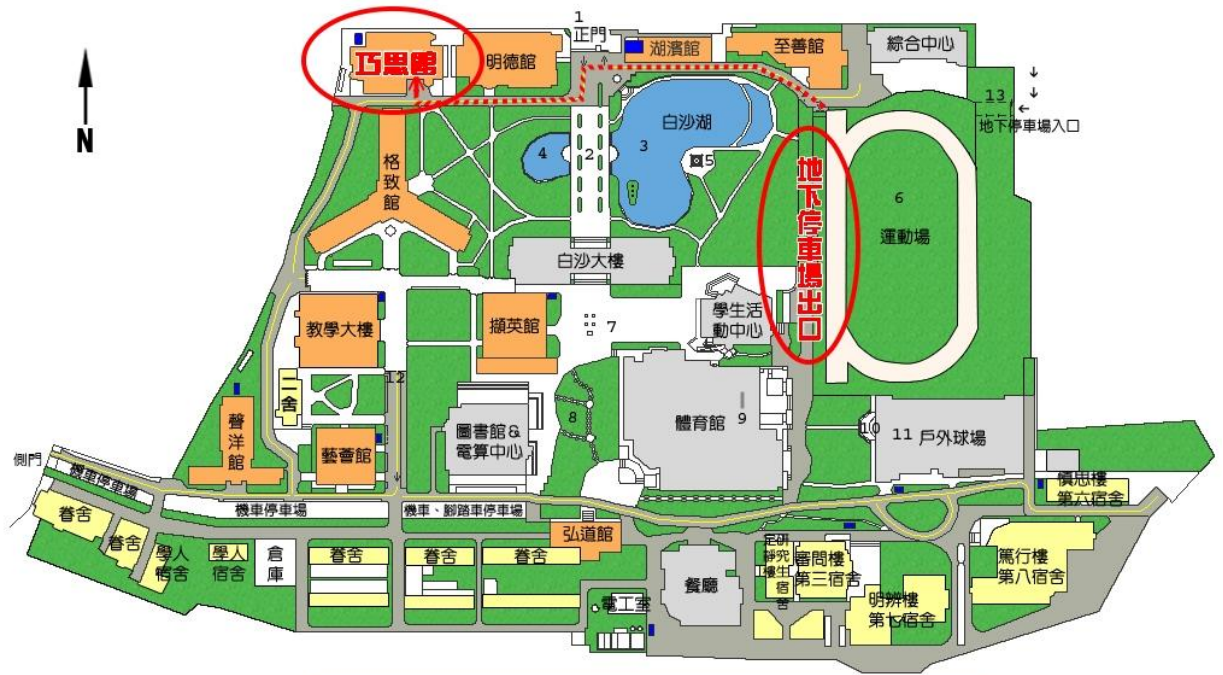 1
正門
巧思館
明德館
湖濱館
至善館
綜合中心
13
地下停車場入口
N
格致館
4
2
3
白沙湖
5
地下停車場出口
6
運動場
白沙大樓
教學大樓
擷英館
7
學生活
動中心
二舍
12
聲洋館
藝薈館
圖書館&
電算中心
8
體育館
9
10
11 戶外球場
側門
機車停車場
機車停車場
機車、腳踏車停車場
弘道館
慎思樓
第六宿舍
眷舍
眷舍
學人
宿舍
學人
宿舍
倉庫
眷舍
眷舍
眷舍
電工室
餐廳
研究生宿舍
靜樓
審問樓
第三宿舍
明辨樓
第七宿舍
篤行樓
第八宿舍